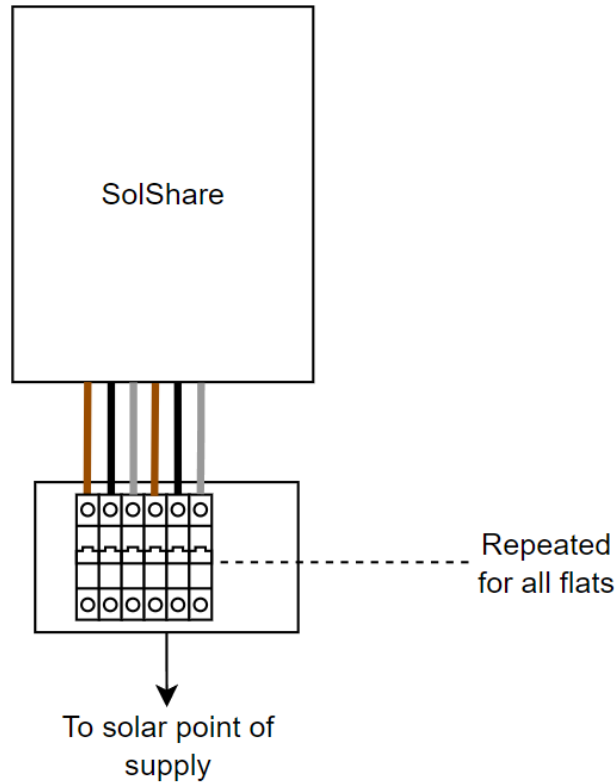 SolShare
Repeated
for all flats
To solar point of
supply